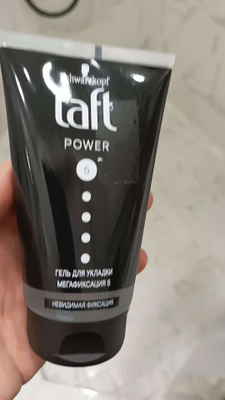 Schwarzkopf
taft
POWER
5
ГЕЛЬ ДЛЯ УКЛАДКИ
МЕГАФИКСАЦИЯ 5
НЕВИДИМАЯ ФИКСАЦИЯ